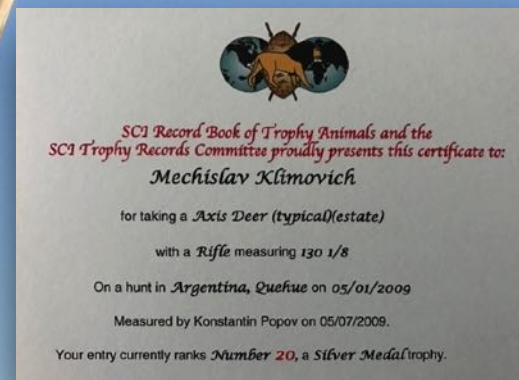 SCI Record Book of Trophy Animals and the
SCI Trophy Records Committee proudly presents this certificate to:
Mechislav Klimovich
for taking a Axis Deer (typical)(estate)
with a Rifle measuring 130 1/8
On a hunt in Argentina, Quehue on 05/01/2009
Measured by Konstantin Popov on 05/07/2009.
Your entry currently ranks Number 20, a Silver Medal trophy.